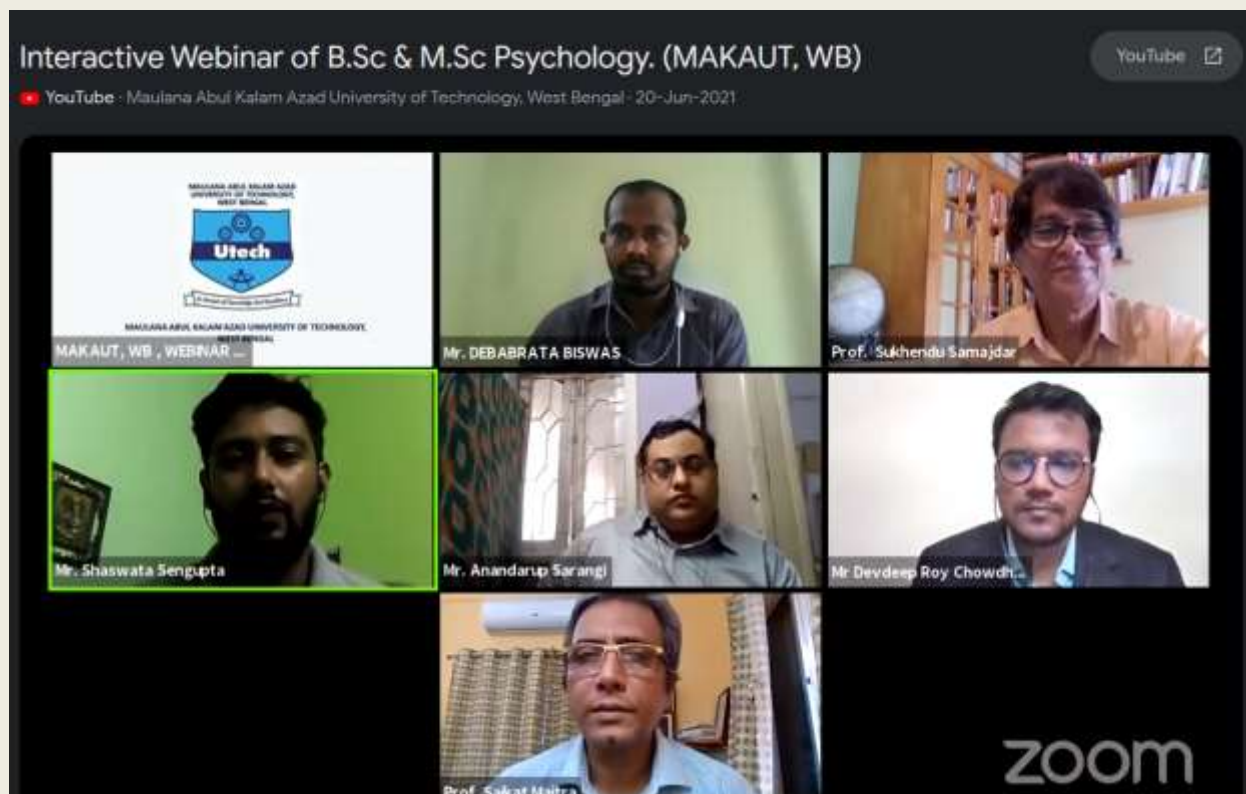 Interactive Webinar of B.Sc & M.Sc Psychology. (MAKAUT, WB)
YouTube
YouTube · Maulana Abul Kalam Azad University of Technology, West Bengal · 20-Jun-2021
MAULANA ABUL KALAM AZAD
UNIVERSITY OF TECHNOLOGY,
WEST BENGAL
Utech
MAULANA ABUL KALAM AZAD UNIVERSITY OF TECHNOLOGY,
WEST BENGAL
MAKAUT, WB , WEBINAR ...
Mr. DEBABRATA BISWAS
Prof. Sukhendu Samajdar
Mr. Shaswata Sengupta
Mr. Anandarup Sarangi
Mr Devdeep Roy Chowdh...
Prof. Saikat Maitra
zoom